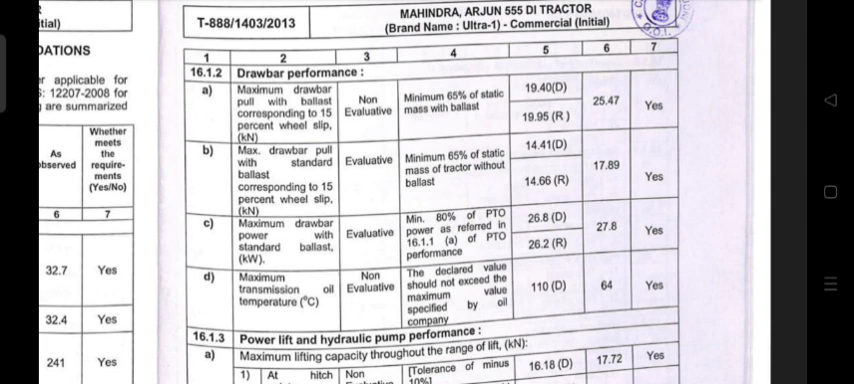 tial)
T-888/1403/2013
MAHINDRA, ARJUN 555 DI TRACTOR
(Brand Name : Ultra-1) - Commercial (Initial)
G.O.I.
DATIONS
applicable for
12207-2008 for
are summarized
As
observed
Whether
meets
the
require-
ments
(Yes/No)
6 7
32.7 Yes
32.4 Yes
241 Yes
1 2 3 4 5 6 7
16.1.2 Drawbar performance :
a) Maximum drawbar
pull with ballast
corresponding to 15
percent wheel slip,
(kN)
Non
Evaluative
Minimum 65% of static
mass with ballast
19.40(D)
19.95 (R )
25.47
Yes
b) Max. drawbar pull
with standard
ballast
corresponding to 15
percent wheel slip,
(kN)
Evaluative
Minimum 65% of static
mass of tractor without
ballast
14.41(D)
14.66 (R)
17.89
Yes
c) Maximum drawbar
power with
standard ballast,
(kW).
Evaluative
Min. 80% of PTO
power as referred in
16.1.1 (a) of PTO
performance
26.8 (D)
26.2 (R)
27.8
Yes
d) Maximum
transmission oil
temperature (°C)
Non
Evaluative
The declared value
should not exceed the
maximum value
specified by oil
company
110 (D)
64
Yes
16.1.3 Power lift and hydraulic pump performance :
a) Maximum lifting capacity throughout the range of lift, (kN):
1) At hitch
Non
[Tolerance of minus
10%]
16.18 (D)
17.72
Yes